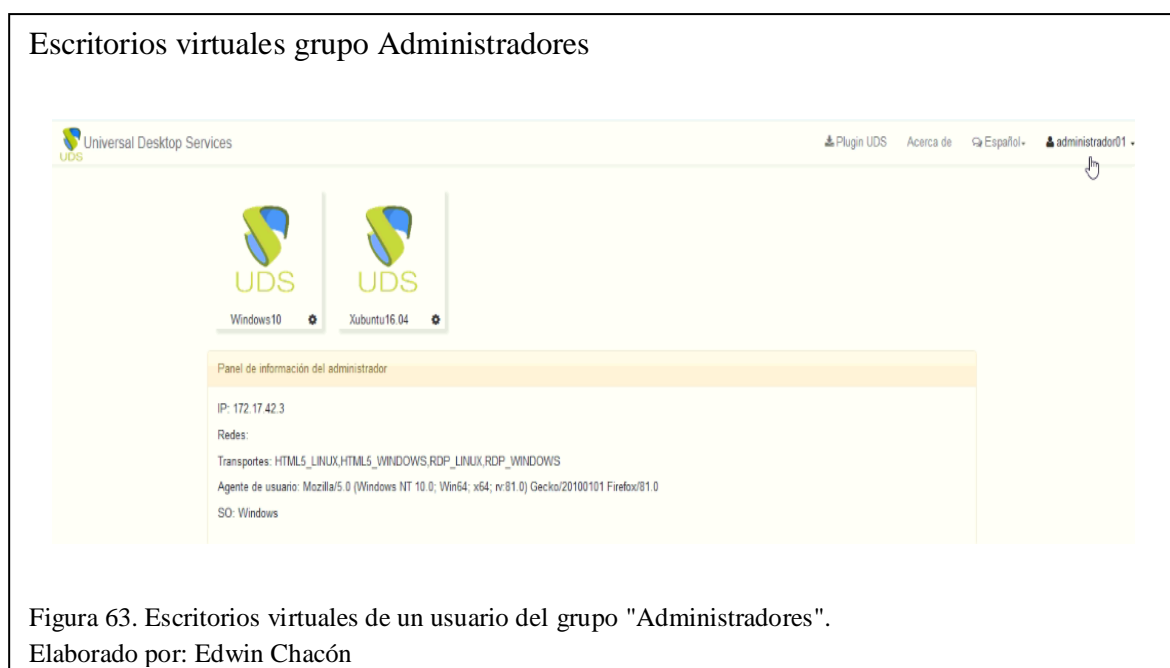 Escritorios virtuales grupo Administradores
UDS Universal Desktop Services Plugin UDS Acerca de Español administrador01
UDS UDS
Windows10 Xubuntu16.04
Panel de información del administrador
IP: 172.17.42.3
Redes:
Transportes: HTML5_LINUX,HTML5_WINDOWS,RDP_LINUX,RDP_WINDOWS
Agente de usuario: Mozilla/5.0 (Windows NT 10.0; Win64; x64; rv:81.0) Gecko/20100101 Firefox/81.0
SO: Windows
Figura 63. Escritorios virtuales de un usuario del grupo "Administradores".
Elaborado por: Edwin Chacón